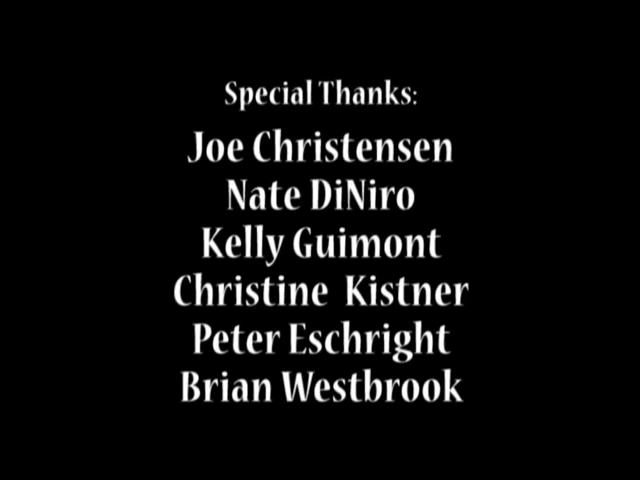 Special Thanks:
Joe Christensen
Nate DiNiro
Kelly Guimont
Christine Kistner
Peter Eschright
Brian Westbrook